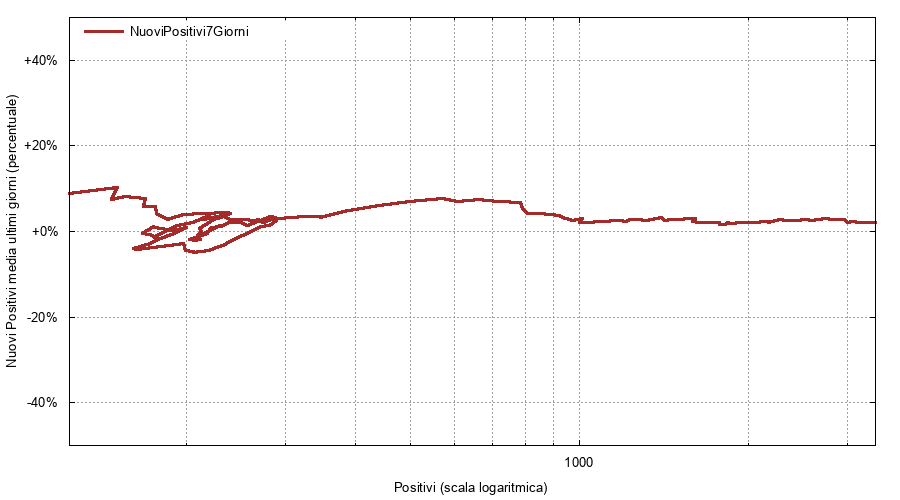 NuoviPositivi7Giorni
+40%
+20%
+0%
-20%
-40%
Nuovi Positivi media ultimi giorni (percentuale)
1000
Positivi (scala logaritmica)